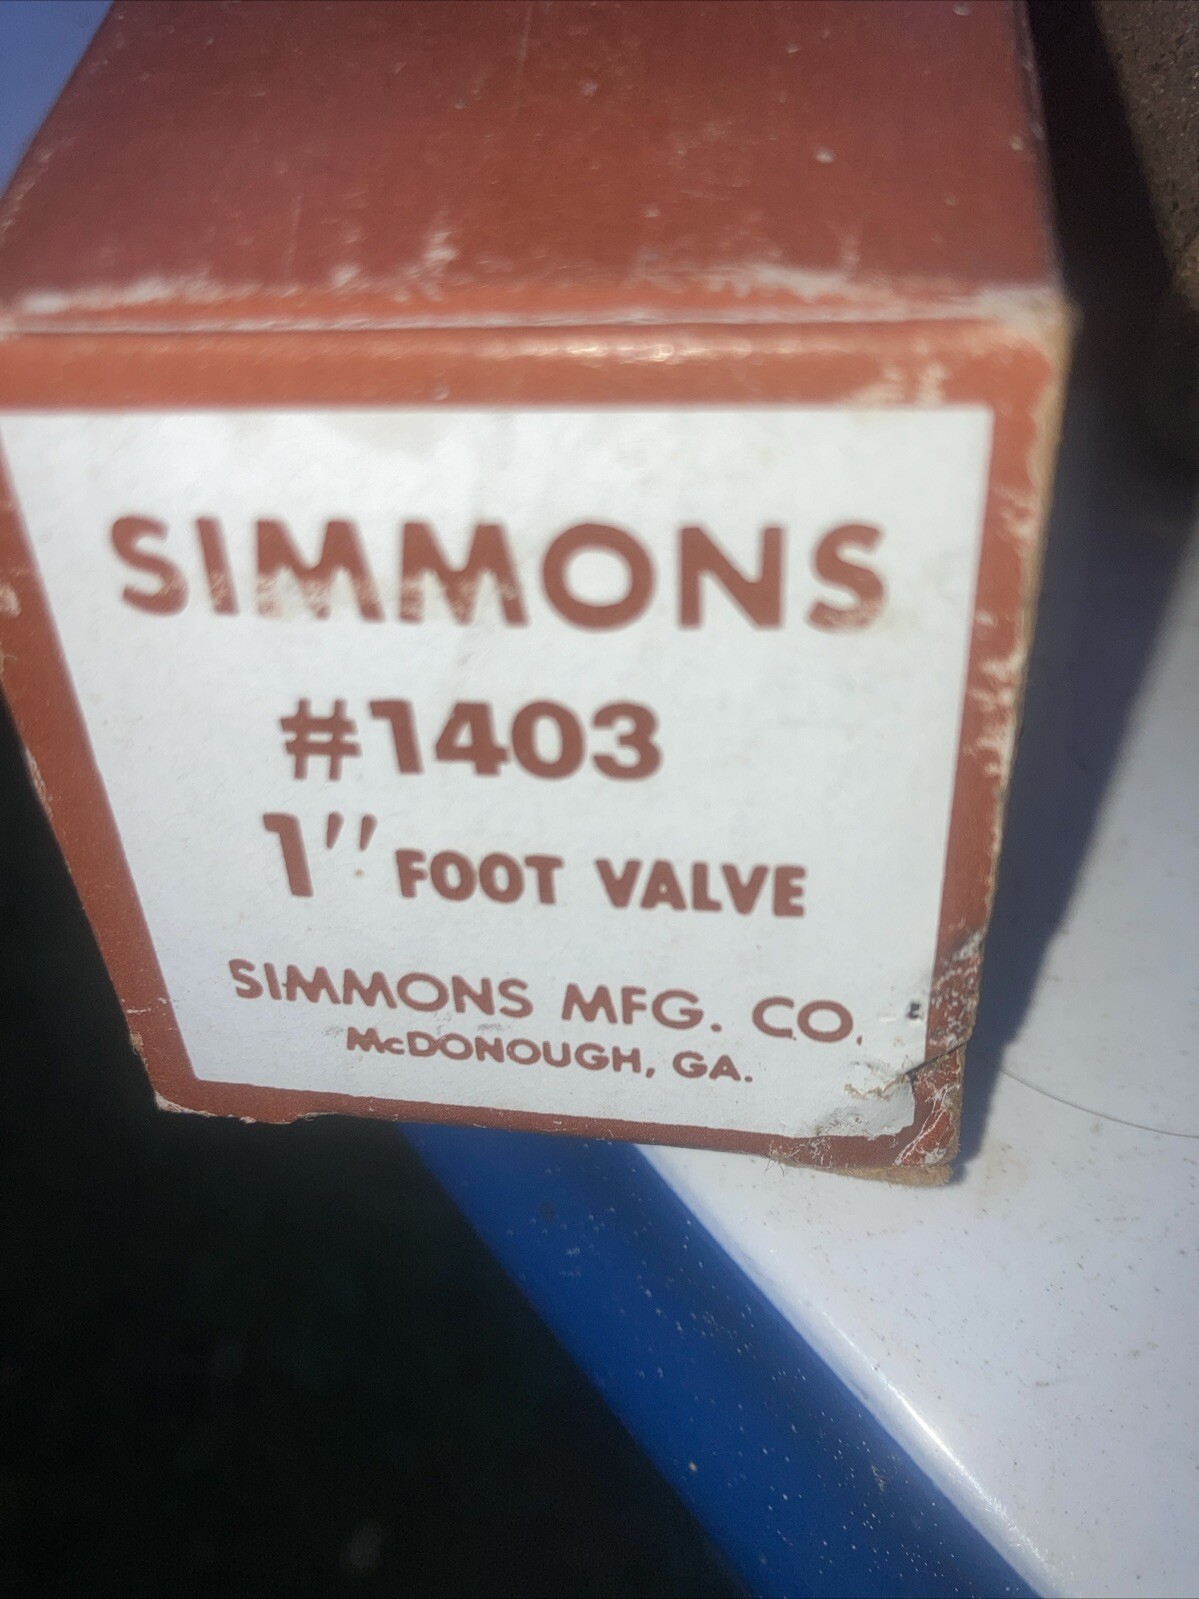 SIMMONS
#1403
1" FOOT VALVE
SIMMONS MFG. CO.
McDONOUGH, GA.